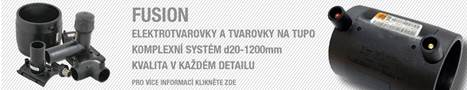 FUSION
ELEKTROTVAROVKY A TVAROVKY NA TUPO
KOMPLEXNÍ SYSTÉM d20-1200mm
KVALITA V KAŽDÉM DETAILU
PRO VÍCE INFORMACÍ KLIKNĚTE ZDE